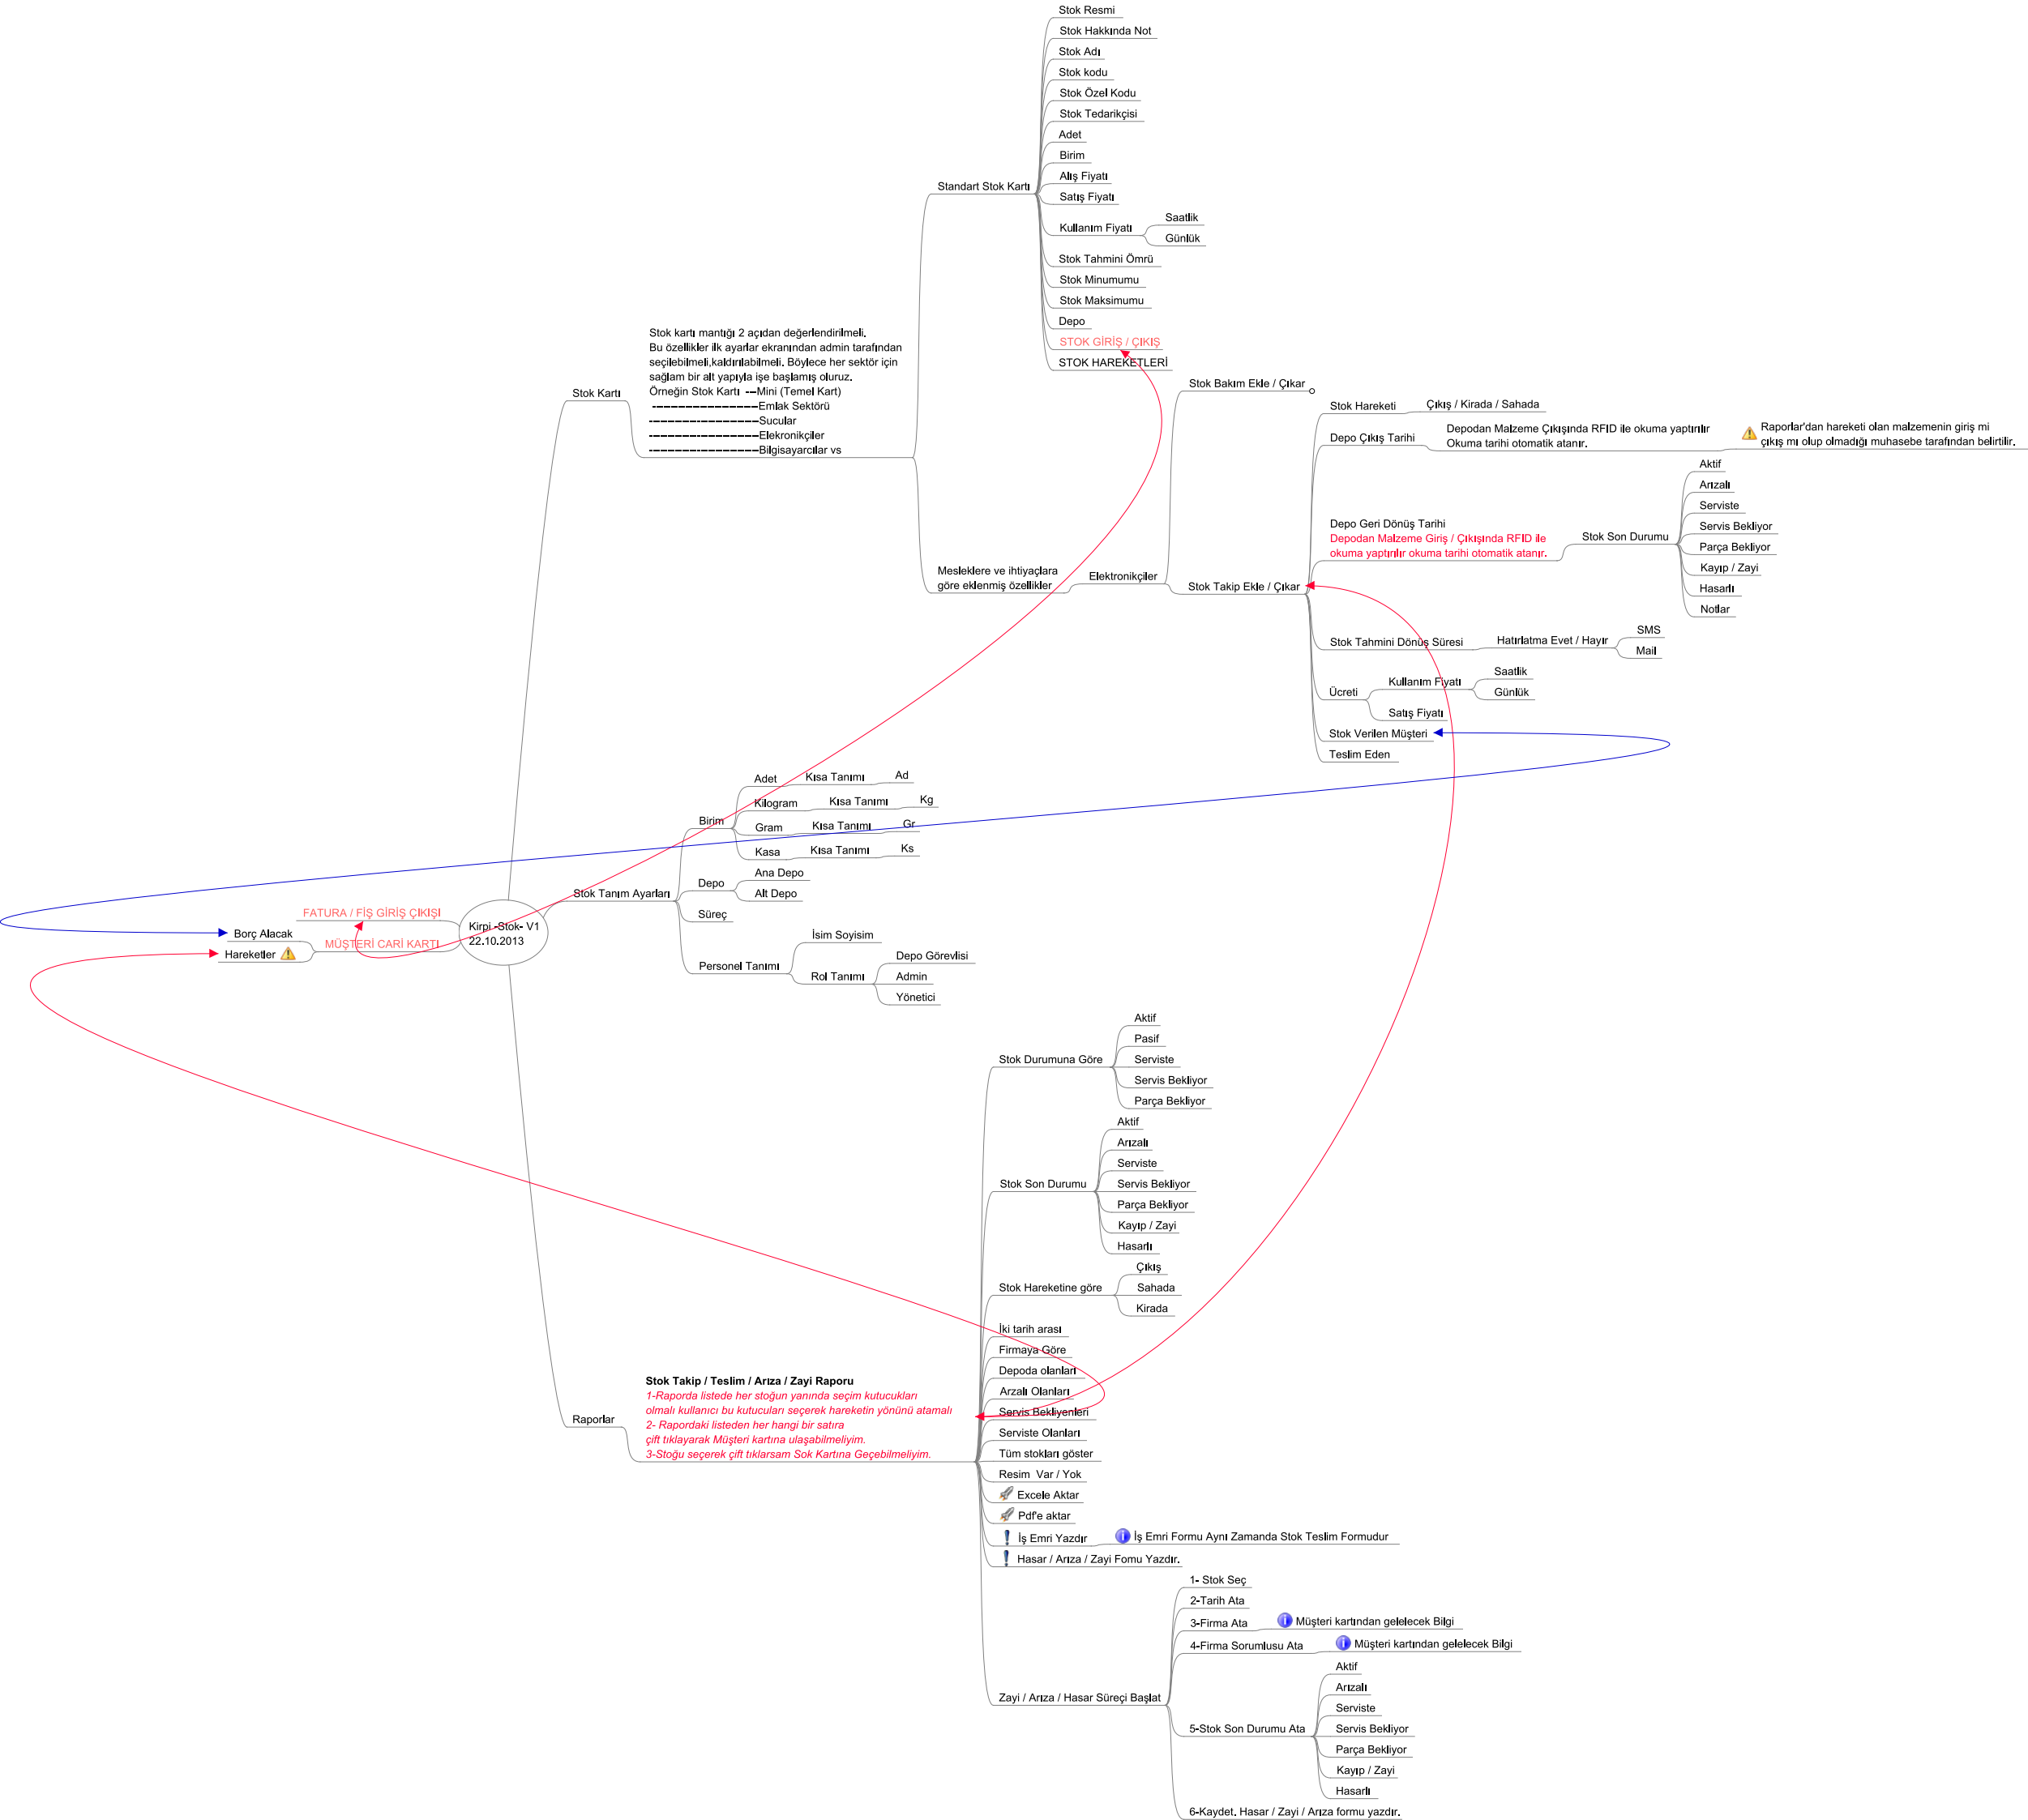 Kirpi -Stok- V1
22.10.2013
Stok Kartı
Stok kartı mantığı 2 açıdan değerlendirilmeli.
Bu özellikler ilk ayarlar ekranından admin tarafından
seçilebilmeli,kaldırılabilmeli. Böylece her sektör için
sağlam bir alt yapıyla işe başlamış oluruz.
Örneğin Stok Kartı ---Mini (Temel Kart)
-----------------Emlak Sektörü
-----------------Sucular
-----------------Elekronikçiler
-----------------Bilgisayarcılar vs
Standart Stok Kartı
Stok Resmi
Stok Hakkında Not
Stok Adı
Stok kodu
Stok Özel Kodu
Stok Tedarikçisi
Adet
Birim
Alış Fiyatı
Satış Fiyatı
Kullanım Fiyatı
Saatlik
Günlük
Stok Tahmini Ömrü
Stok Minumumu
Stok Maksimumu
Depo
STOK GİRİŞ / ÇIKIŞ
STOK HAREKETLERİ
Mesleklere ve ihtiyaçlara
göre eklenmiş özellikler
Elektronikçiler
Stok Bakım Ekle / Çıkar
Stok Takip Ekle / Çıkar
Stok Hareketi
Çıkış / Kirada / Sahada
Depo Çıkış Tarihi
Depodan Malzeme Çıkışında RFID ile okuma yaptırılır
Okuma tarihi otomatik atanır.
Raporlar'dan hareketi olan malzemenin giriş mi
çıkış mı olup olmadığı muhasebe tarafından belirtilir.
Depo Geri Dönüş Tarihi
Depodan Malzeme Giriş / Çıkışında RFID ile
okuma yaptırılır okuma tarihi otomatik atanır.
Stok Son Durumu
Aktif
Arızalı
Serviste
Servis Bekliyor
Parça Bekliyor
Kayıp / Zayi
Hasarlı
Notlar
Stok Tahmini Dönüş Süresi
Hatırlatma Evet / Hayır
SMS
Mail
Ücreti
Kullanım Fiyatı
Saatlik
Günlük
Satış Fiyatı
Stok Verilen Müşteri
Teslim Eden
Stok Tanım Ayarları
Birim
Adet
Kısa Tanımı
Ad
Kilogram
Kısa Tanımı
Kg
Gram
Kısa Tanımı
Gr
Kasa
Kısa Tanımı
Ks
Depo
Ana Depo
Alt Depo
Süreç
Personel Tanımı
İsim Soyisim
Rol Tanımı
Depo Görevlisi
Admin
Yönetici
FATURA / FİŞ GİRİŞ ÇIKIŞI
MÜŞTERİ CARİ KARTI
Borç Alacak
Hareketler
Raporlar
Stok Takip / Teslim / Arıza / Zayi Raporu
1-Raporda listede her stoğun yanında seçim kutucukları
olmalı kullanıcı bu kutucuları seçerek hareketin yönünü atamalı
2- Rapordaki listeden her hangi bir satıra
çift tıklayarak Müşteri kartına ulaşabilmeliyim.
3-Stoğu seçerek çift tıklarsam Sok Kartına Geçebilmeliyim.
Stok Durumuna Göre
Aktif
Pasif
Serviste
Servis Bekliyor
Parça Bekliyor
Stok Son Durumu
Aktif
Arızalı
Serviste
Servis Bekliyor
Parça Bekliyor
Kayıp / Zayi
Hasarlı
Stok Hareketine göre
Çıkış
Sahada
Kirada
İki tarih arası
Firmaya Göre
Depoda olanları
Arzalı Olanları
Servis Bekliyenleri
Serviste Olanları
Tüm stokları göster
Resim Var / Yok
Excele Aktar
Pdf'e aktar
İş Emri Yazdır
İş Emri Formu Aynı Zamanda Stok Teslim Formudur
Hasar / Arıza / Zayi Fomu Yazdır.
Zayi / Arıza / Hasar Süreçi Başlat
1- Stok Seç
2-Tarih Ata
3-Firma Ata
Müşteri kartından gelelecek Bilgi
4-Firma Sorumlusu Ata
Müşteri kartından gelelecek Bilgi
5-Stok Son Durumu Ata
Aktif
Arızalı
Serviste
Servis Bekliyor
Parça Bekliyor
Kayıp / Zayi
Hasarlı
6-Kaydet. Hasar / Zayi / Arıza formu yazdır.